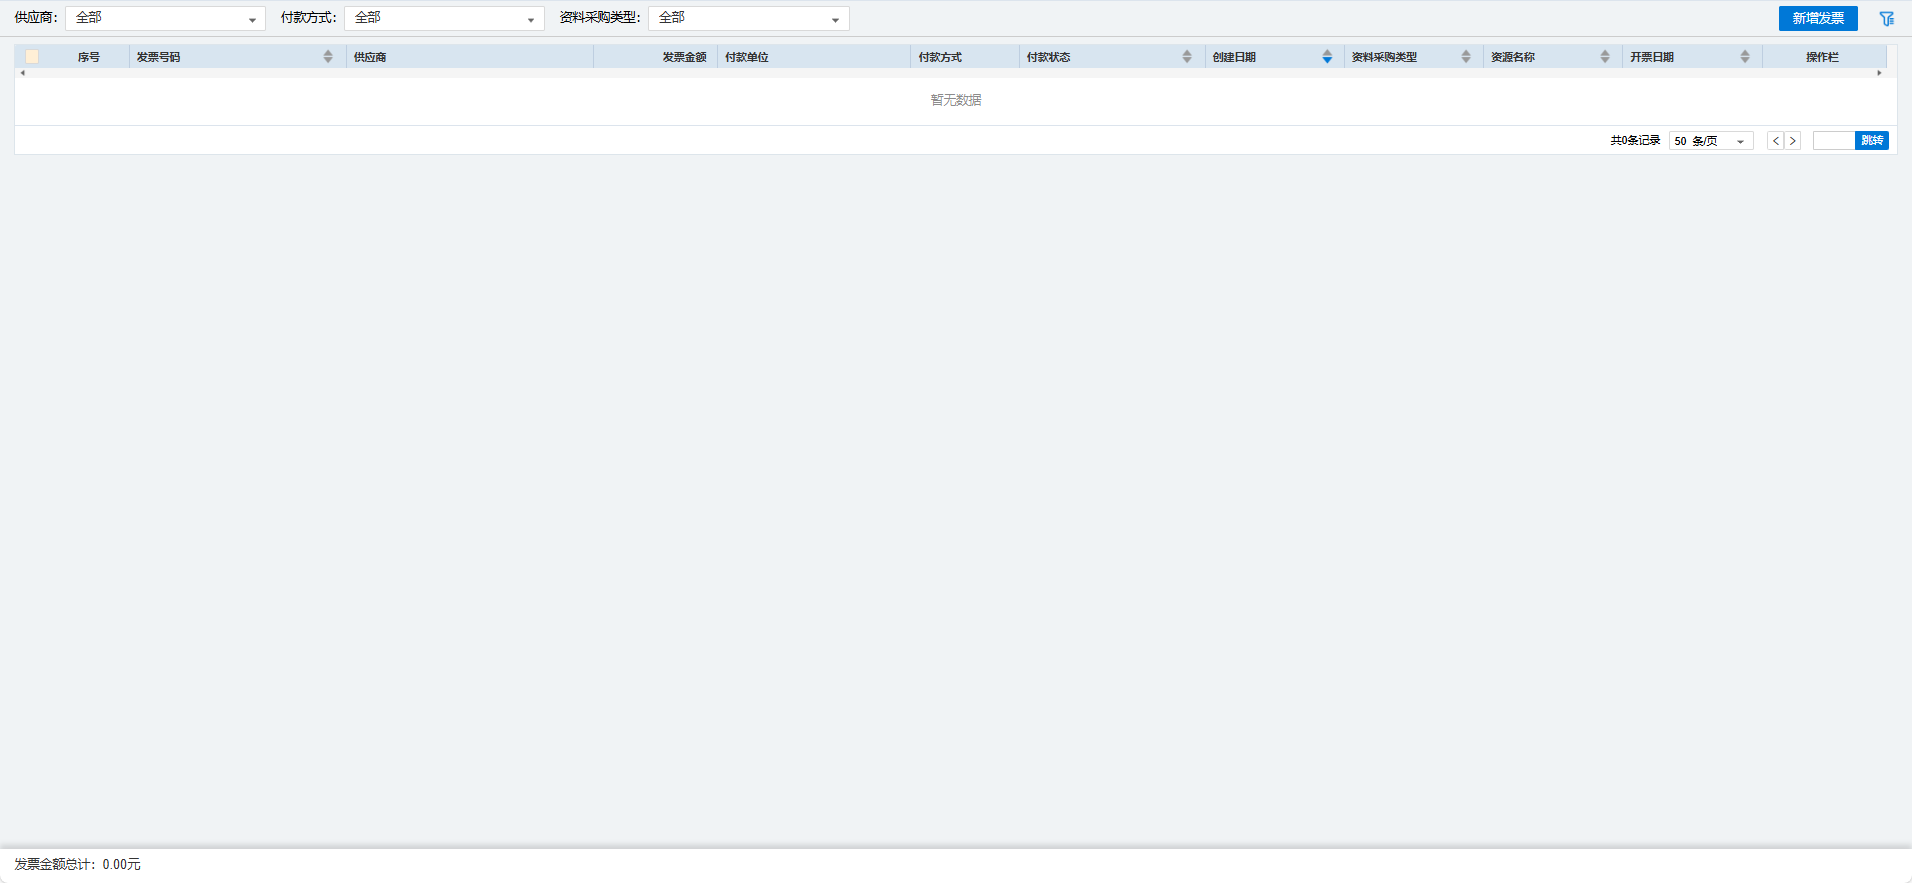 供应商： 全部 付款方式： 全部 资料采购类型： 全部 新增发票
序号 发票号码 供应商 发票金额 付款单位 付款方式 付款状态 创建日期 资料采购类型 资源名称 开票日期 操作栏
暂无数据
共0条记录 50 条/页 < > 跳转
发票金额总计：0.00元